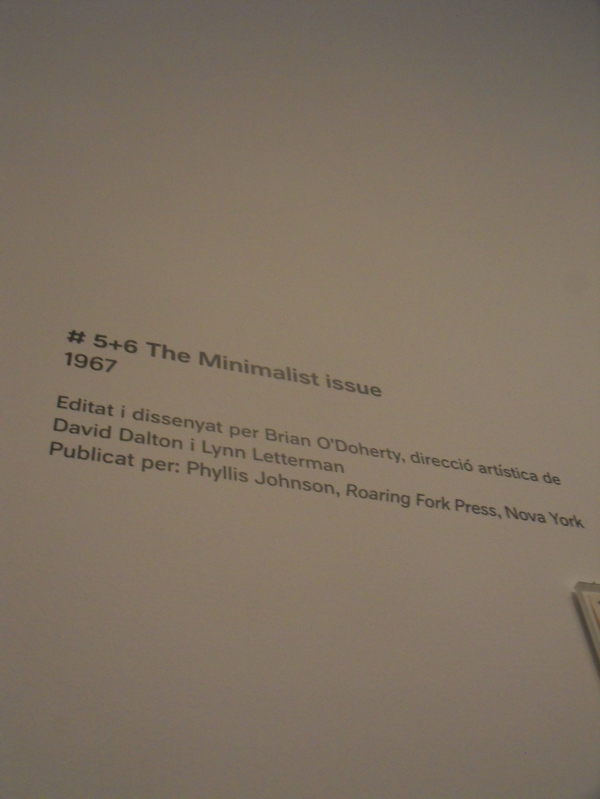 # 5+6 The Minimalist issue
1967
Editat i dissenyat per Brian O'Doherty, direcció artística de
David Dalton i Lynn Letterman
Publicat per: Phyllis Johnson, Roaring Fork Press, Nova York